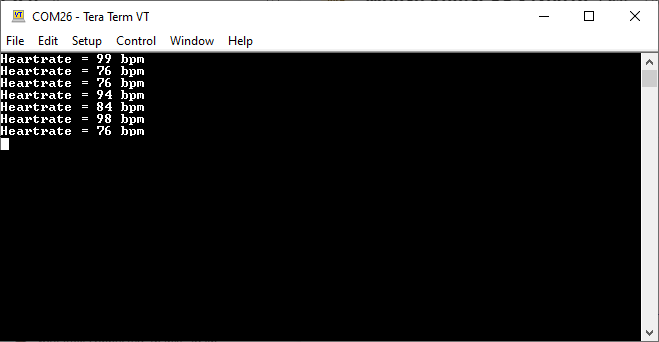 COM26 - Tera Term VT
File Edit Setup Control Window Help
Heartrate = 99 bpm
Heartrate = 76 bpm
Heartrate = 76 bpm
Heartrate = 94 bpm
Heartrate = 84 bpm
Heartrate = 98 bpm
Heartrate = 76 bpm